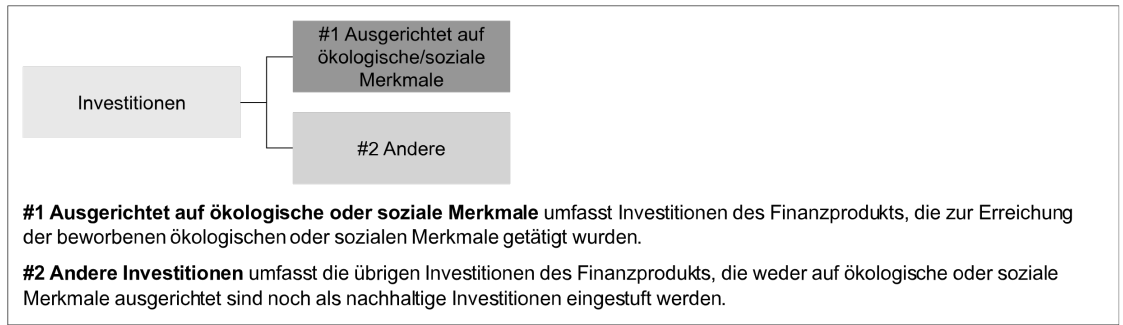 #1 Ausgerichtet auf
ökologische/soziale
Merkmale
Investitionen
#2 Andere
#1 Ausgerichtet auf ökologische oder soziale Merkmale umfasst Investitionen des Finanzprodukts, die zur Erreichung
der beworbenen ökologischen oder sozialen Merkmale getätigt wurden.
#2 Andere Investitionen umfasst die übrigen Investitionen des Finanzprodukts, die weder auf ökologische oder soziale
Merkmale ausgerichtet sind noch als nachhaltige Investitionen eingestuft werden.